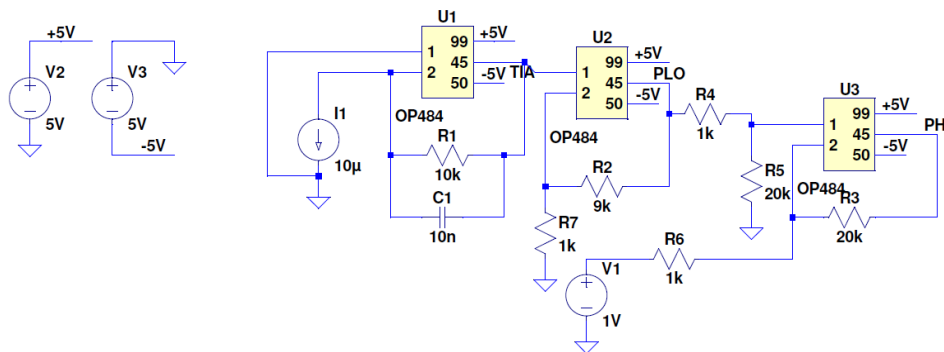 +5V
V2
5V
V3
5V
-5V
I1
10µ
U1
1
2
99
45
50
+5V
-5V
TIA
OP484
R1
10k
C1
10n
U2
1
2
99
45
50
+5V
-5V
PLO
OP484
R2
9k
R7
1k
R4
1k
R5
20k
V1
1V
R6
1k
U3
1
2
99
45
50
+5V
-5V
PH
OP484
R3
20k